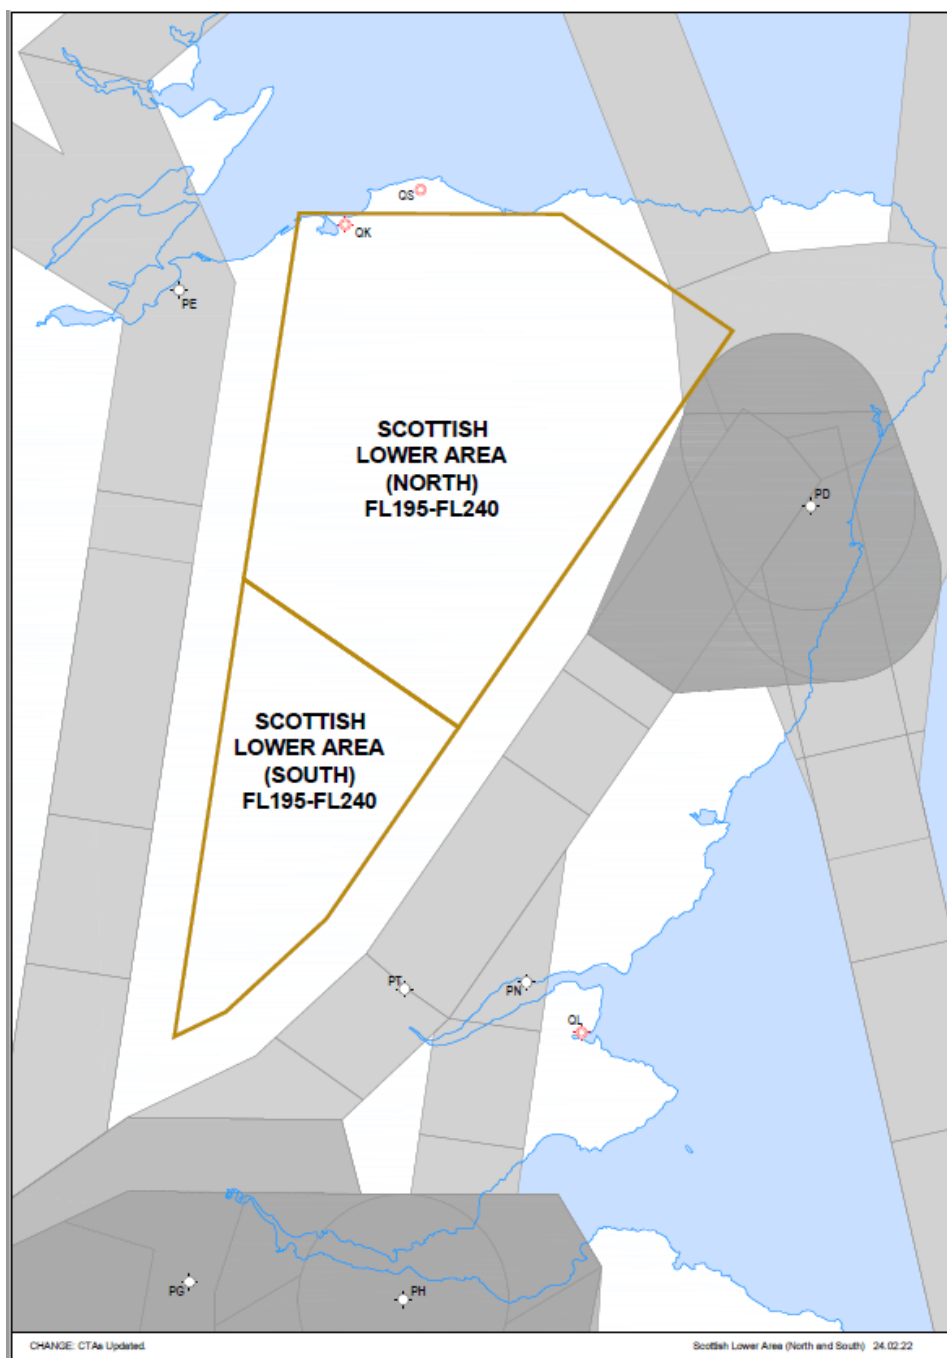 QS
QK
PE
SCOTTISH
LOWER AREA
(NORTH)
FL195-FL240
PD
SCOTTISH
LOWER AREA
(SOUTH)
FL195-FL240
PT
PN
QL
PG
PH
CHANGE: CTAs Updated.
Scottish Lower Area (North and South) 24.02.22